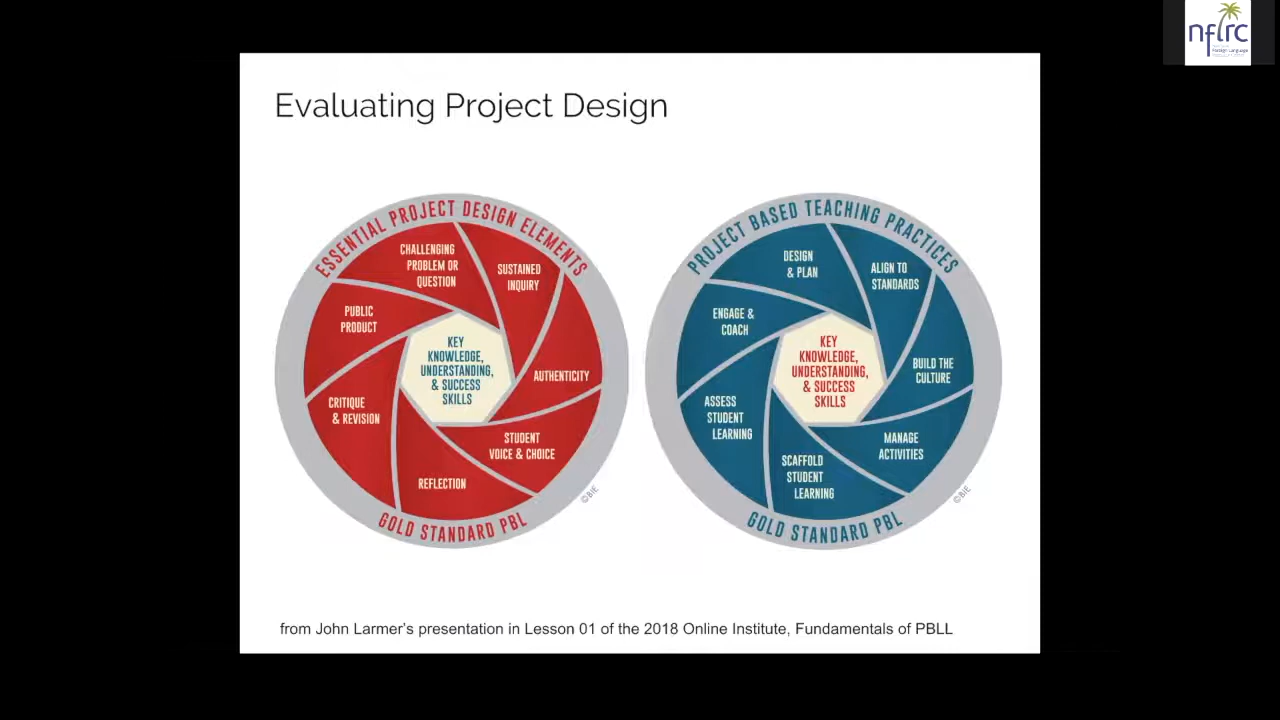 nflrc
Foreign Language
Evaluating Project Design
ESSENTIAL PROJECT DESIGN ELEMENTS
CHALLENGING
PROBLEM OR
QUESTION
SUSTAINED
INQUIRY
AUTHENTICITY
STUDENT
VOICE & CHOICE
REFLECTION
CRITIQUE
& REVISION
PUBLIC
PRODUCT
KEY
KNOWLEDGE,
UNDERSTANDING,
& SUCCESS
SKILLS
GOLD STANDARD PBL
©BIE
PROJECT BASED TEACHING PRACTICES
DESIGN
& PLAN
ALIGN TO
STANDARDS
BUILD THE
CULTURE
MANAGE
ACTIVITIES
SCAFFOLD
STUDENT
LEARNING
ASSESS
STUDENT
LEARNING
ENGAGE &
COACH
KEY
KNOWLEDGE,
UNDERSTANDING,
& SUCCESS
SKILLS
GOLD STANDARD PBL
©BIE
from John Larmer's presentation in Lesson 01 of the 2018 Online Institute, Fundamentals of PBLL